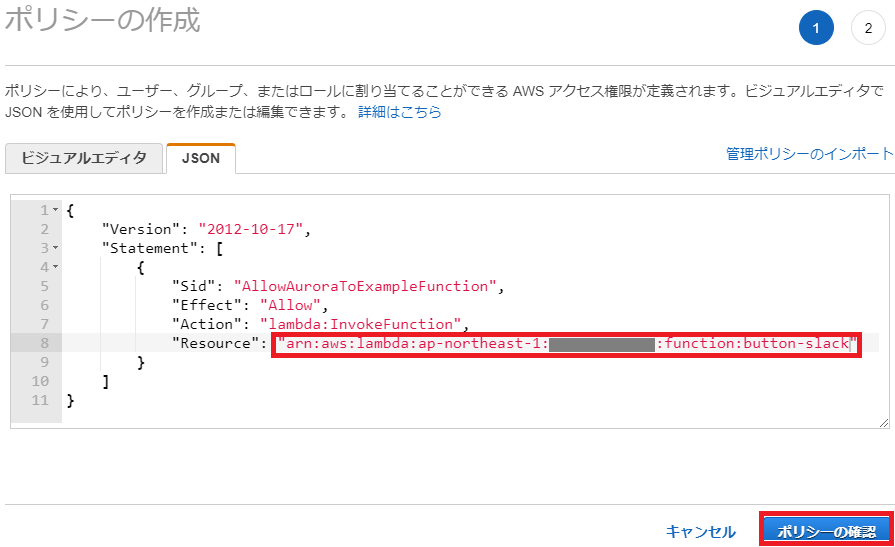 ポリシーの作成
1
2
ポリシーにより、ユーザー、グループ、またはロールに割り当てることができる AWS アクセス権限が定義されます。ビジュアルエディタで
JSON を使用してポリシーを作成または編集できます。 詳細はこちら
ビジュアルエディタ
JSON
管理ポリシーのインポート
1 {
2 "Version": "2012-10-17",
3 "Statement": [
4 {
5 "Sid": "AllowAuroraToExampleFunction",
6 "Effect": "Allow",
7 "Action": "lambda:InvokeFunction",
8 "Resource": "arn:aws:lambda:ap-northeast-1: :function:button-slack"
9 }
10 ]
11 }
キャンセル
ポリシーの確認